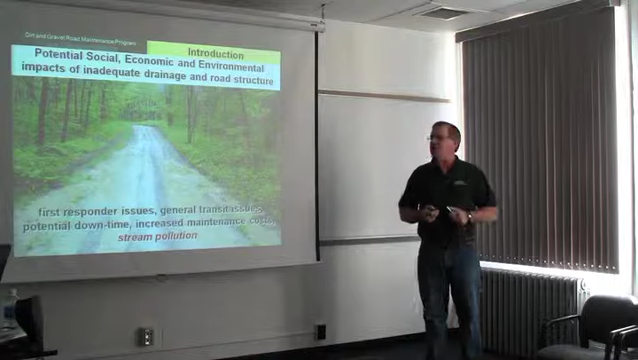 Dirt and Gravel Road Maintenance Program
Introduction
Potential Social, Economic and Environmental
impacts of inadequate drainage and road structure
first responder issues, general transit issues,
potential down-time, increased maintenance costs,
stream pollution